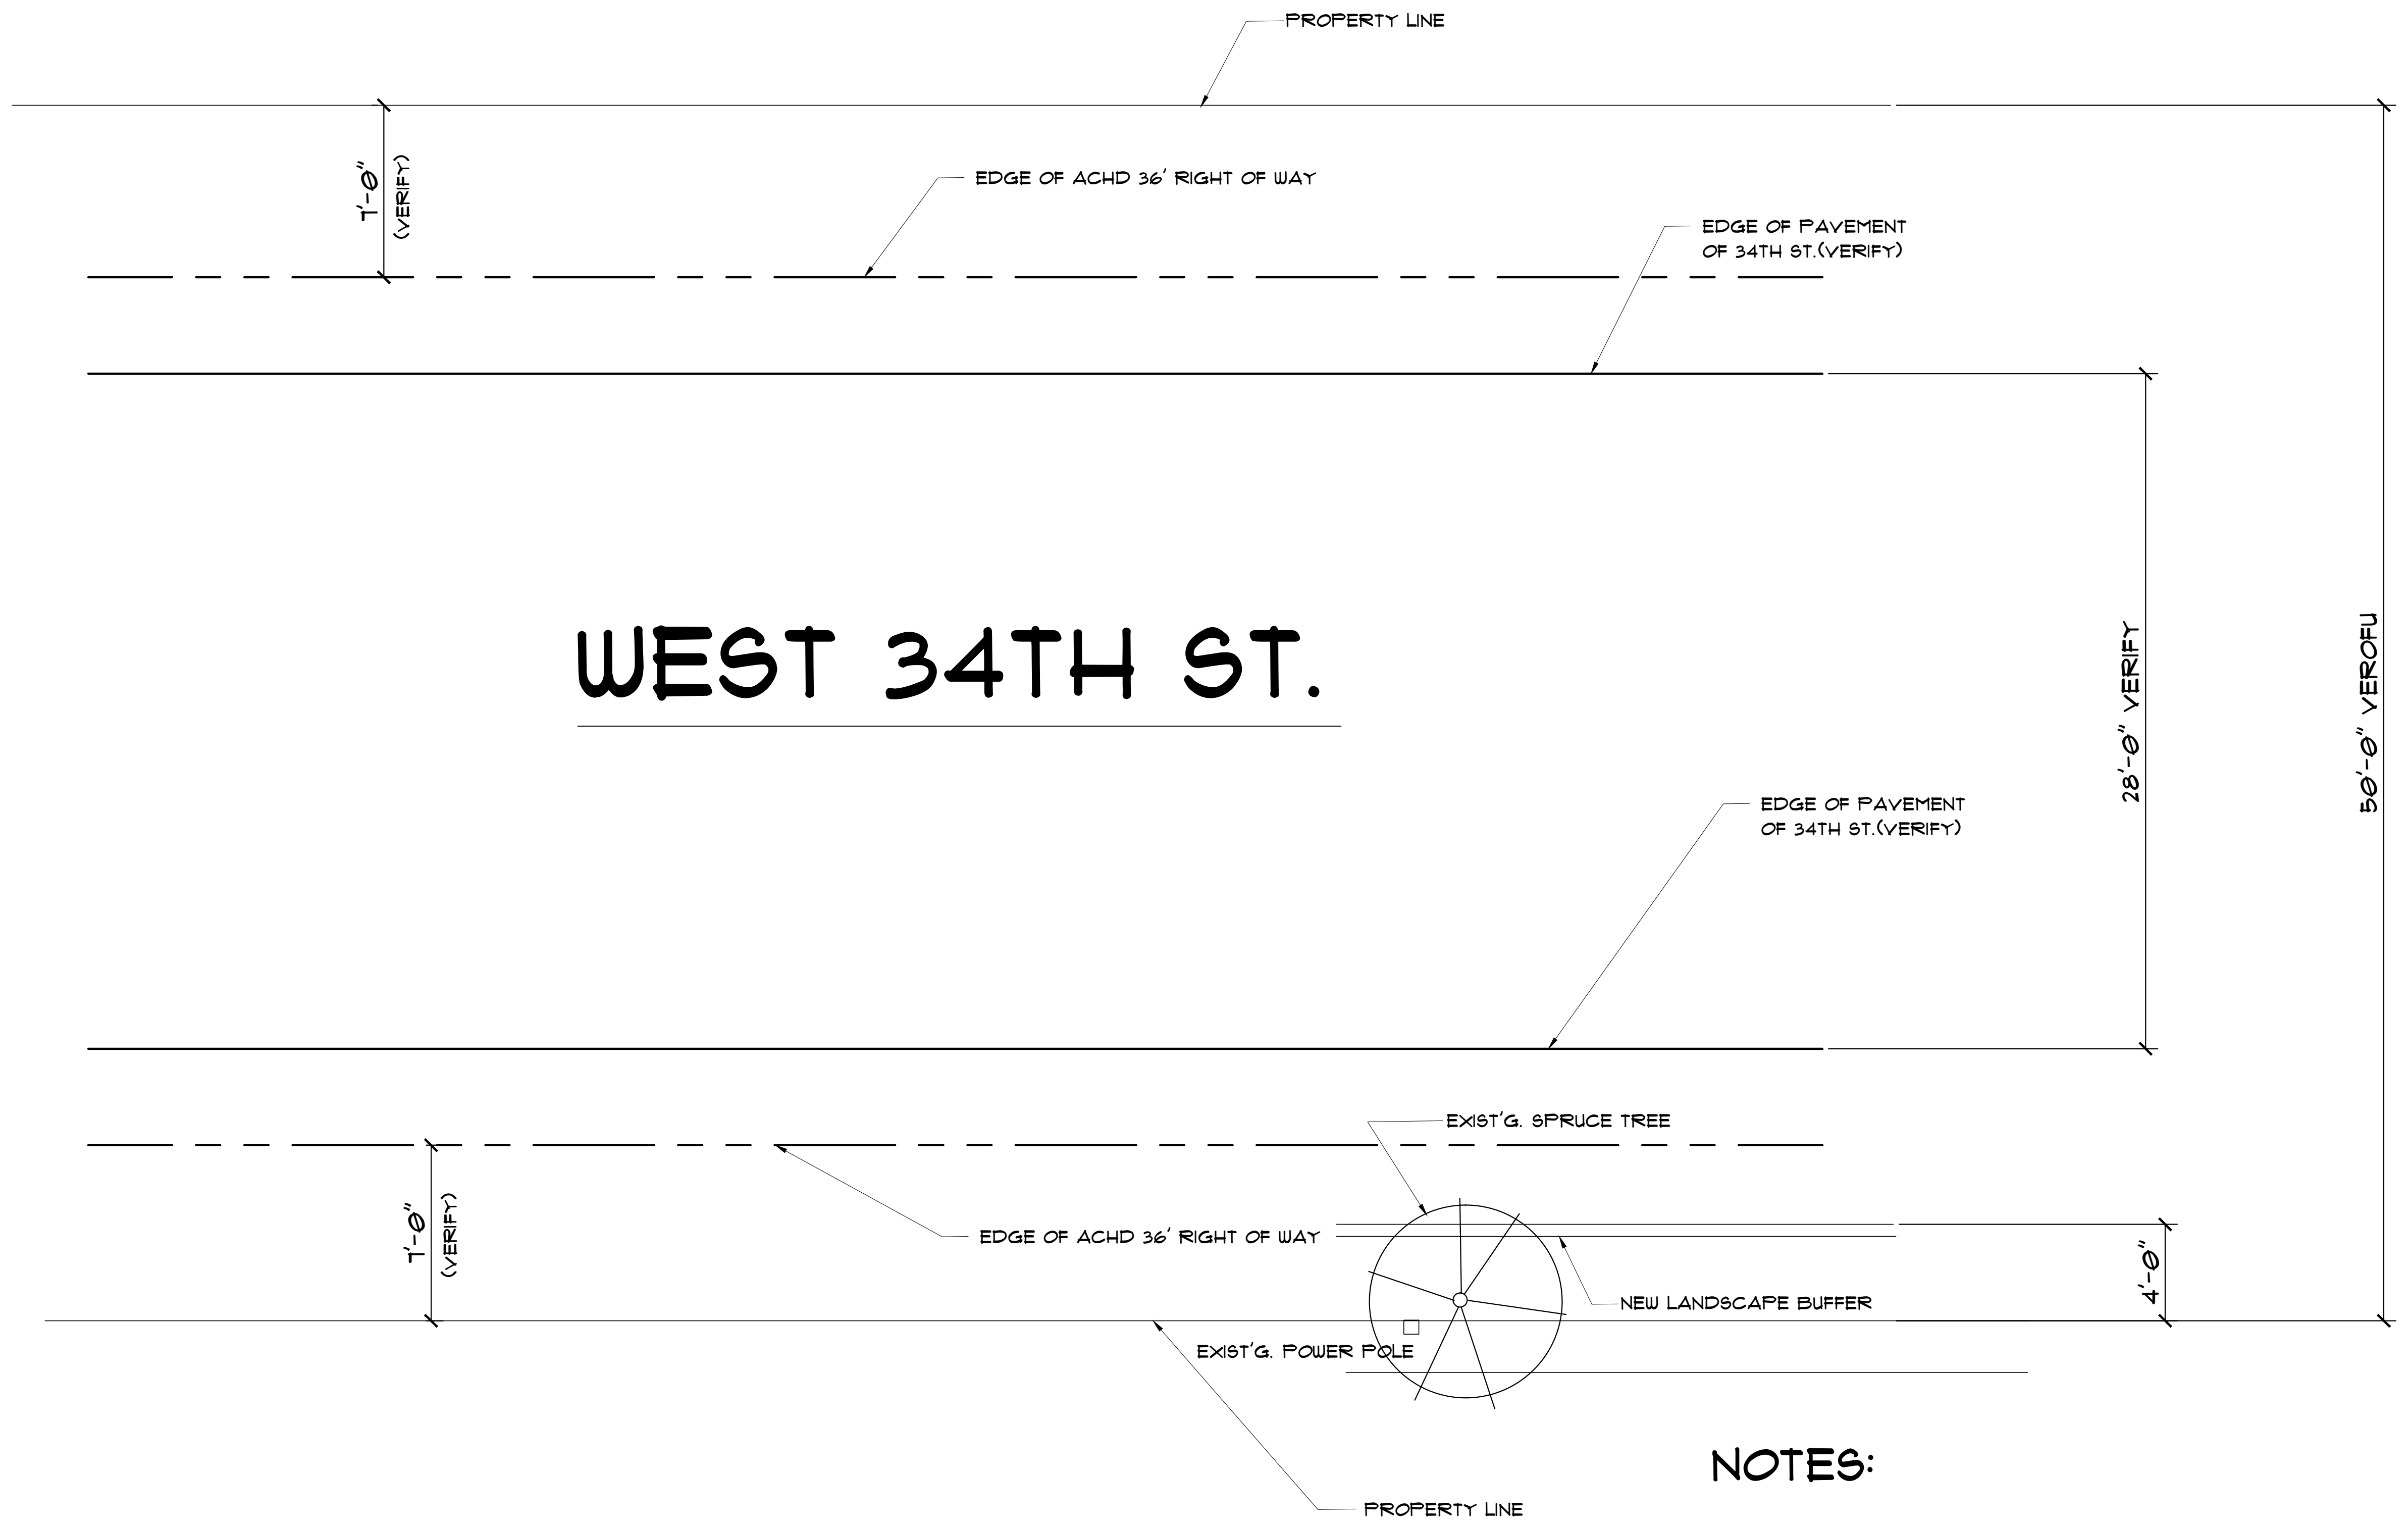 PROPERTY LINE
7'-0"
(VERIFY)
EDGE OF ACHD 36' RIGHT OF WAY
EDGE OF PAVEMENT
OF 34TH ST.(VERIFY)
WEST 34TH ST.
28'-0" VERIFY
50'-0" VEROFU
EDGE OF PAVEMENT
OF 34TH ST.(VERIFY)
EXIST'G. SPRUCE TREE
7'-0"
(VERIFY)
EDGE OF ACHD 36' RIGHT OF WAY
4'-0"
NEW LANDSCAPE BUFFER
EXIST'G. POWER POLE
NOTES:
PROPERTY LINE